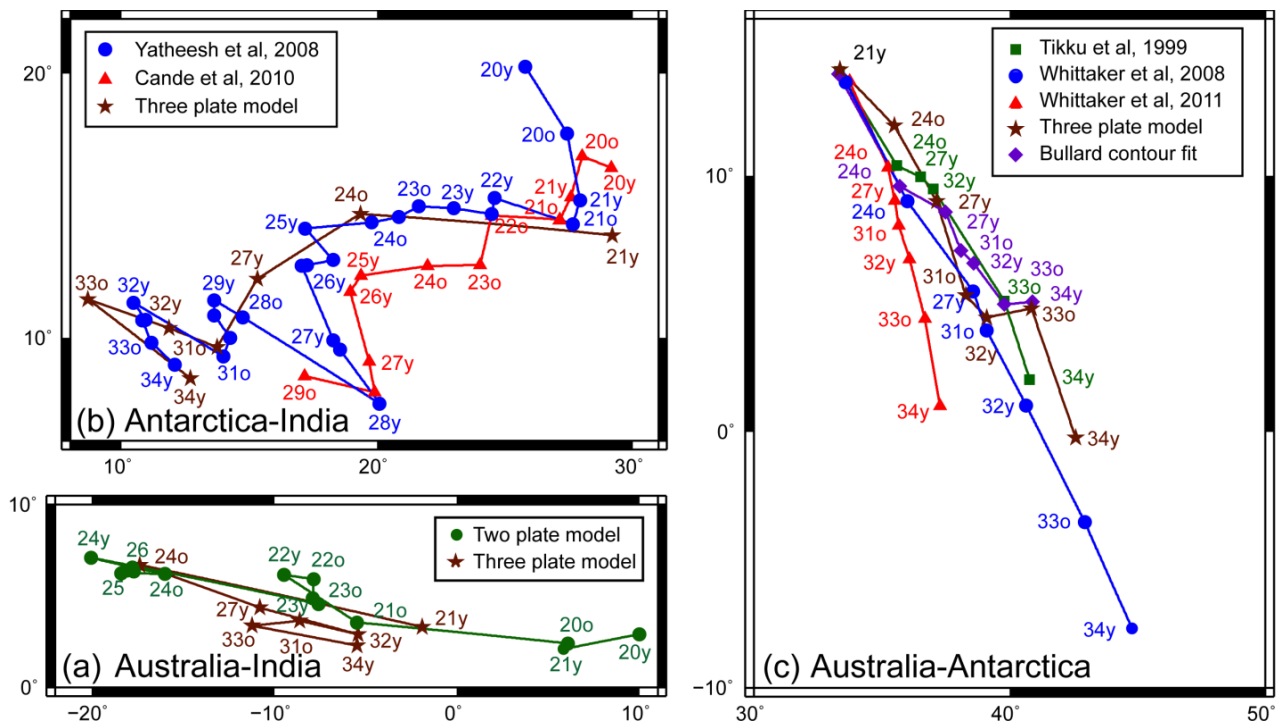 Yatheesh et al, 2008
Cande et al, 2010
Three plate model
20˚
10˚
20y
20o
20o
20y
21y
21y
21o
21o
22y
22o
23o
23y
24o
24o
25y
26y
27y
33o
32y
32y
29y
28o
31o
31o
33o
34y
34y
25y
26y
24o
23o
27y
27y
29o
28y
21y
(b) Antarctica-India
10˚
20˚
30˚
10˚
0˚
Two plate model
Three plate model
24y
26
24o
25
24o
22y
22o
23o
23y
27y
33o
31o
32y
34y
21o
21y
20o
21y
20y
(a) Australia-India
−20˚
−10˚
0˚
10˚
Tikku et al, 1999
Whittaker et al, 2008
Whittaker et al, 2011
Three plate model
Bullard contour fit
10˚
0˚
−10˚
21y
24o
24o
27y
32y
24o
24o
27y
24o
31o
32y
33o
34y
27y
27y
31o
32y
33o
33o
34y
33o
31o
27y
31o
32y
34y
34y
32y
33o
34y
(c) Australia-Antarctica
30˚
40˚
50˚